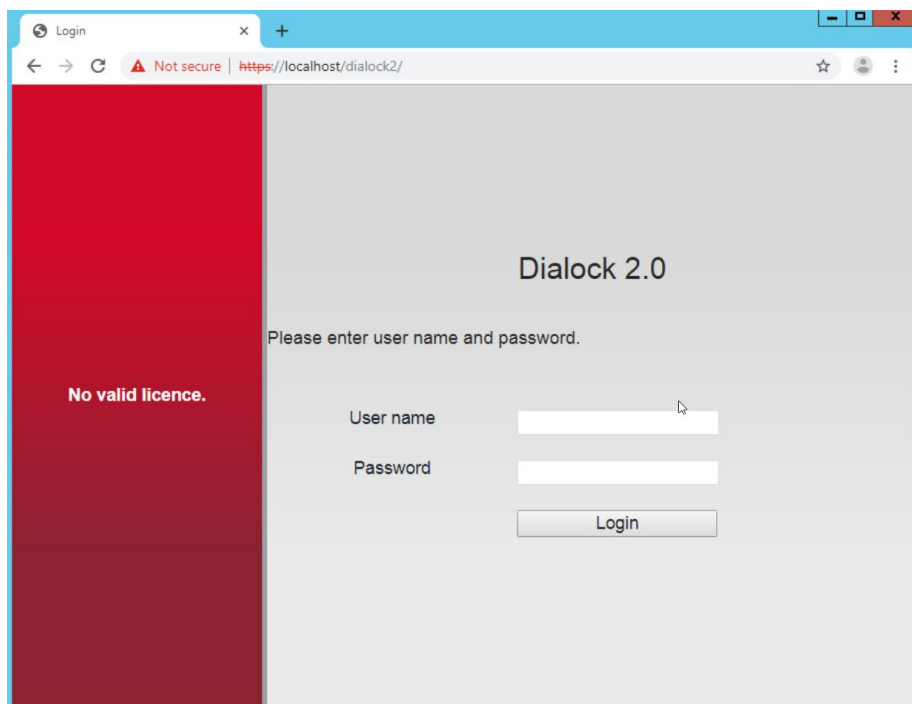 Login
Not secure | https://localhost/dialock2/
Dialock 2.0
Please enter user name and password.
No valid licence.
User name
Password
Login